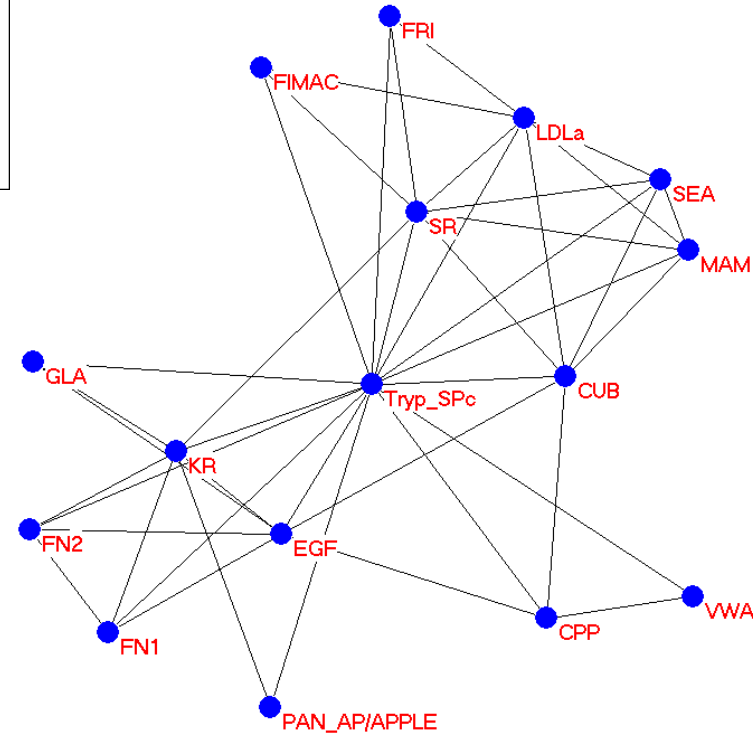 FRI
FIMAC
LDLa
SEA
SR
MAM
GLA
Tryp_SPc
CUB
KR
FN2
EGF
VWA
CPP
FN1
PAN_AP/APPLE